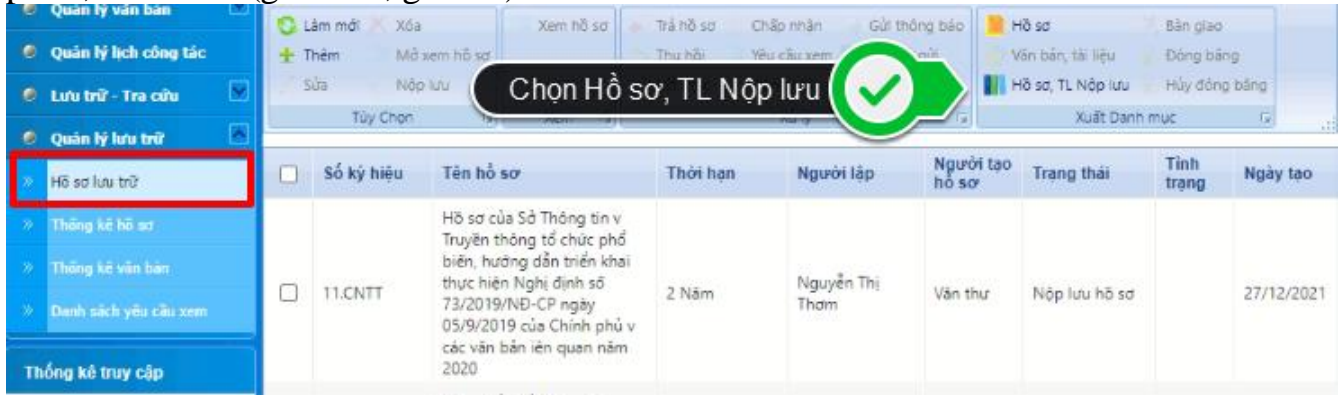 Quản lý văn bản
Quản lý lịch công tác
Lưu trữ - Tra cứu
Quản lý lưu trữ
Hồ sơ lưu trữ
Thống kê hồ sơ
Thống kê văn bản
Danh sách yêu cầu xem
Thống kê truy cập
Làm mới Xóa Xem hồ sơ Trả hồ sơ Chấp nhận Gửi thông báo Hồ sơ Bàn giao
Thêm Mở xem hồ sơ Thu hồi Yêu cầu xem Văn bản, tài liệu Đóng băng
Sửa Nộp lưu Hồ sơ, TL Nộp lưu Hủy đóng băng
Chọn Hồ sơ, TL Nộp lưu
Tùy Chọn Xuất Danh mục
Số ký hiệu Tên hồ sơ Thời hạn Người lập Người tạo hồ sơ Trạng thái Tình trạng Ngày tạo
Hồ sơ của Sở Thông tin v
Truyền thông tổ chức phổ
biến, hướng dẫn triển khai
thực hiện Nghị định số
73/2019/NĐ-CP ngày
05/9/2019 của Chính phủ v
các văn bản iên quan năm
2020
11.CNTT 2 Năm Nguyễn Thị Thơm Văn thư Nộp lưu hồ sơ 27/12/2021